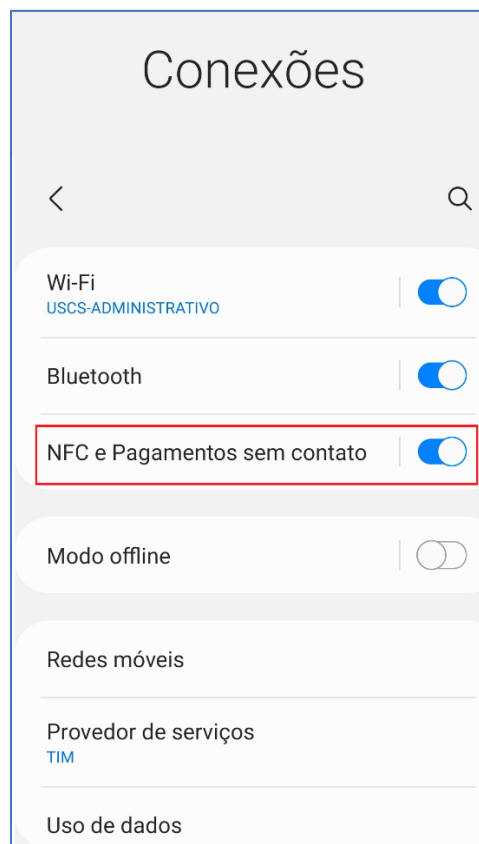 Conexões
Wi-Fi
USCS-ADMINISTRATIVO
Bluetooth
NFC e Pagamentos sem contato
Modo offline
Redes móveis
Provedor de serviços
TIM
Uso de dados